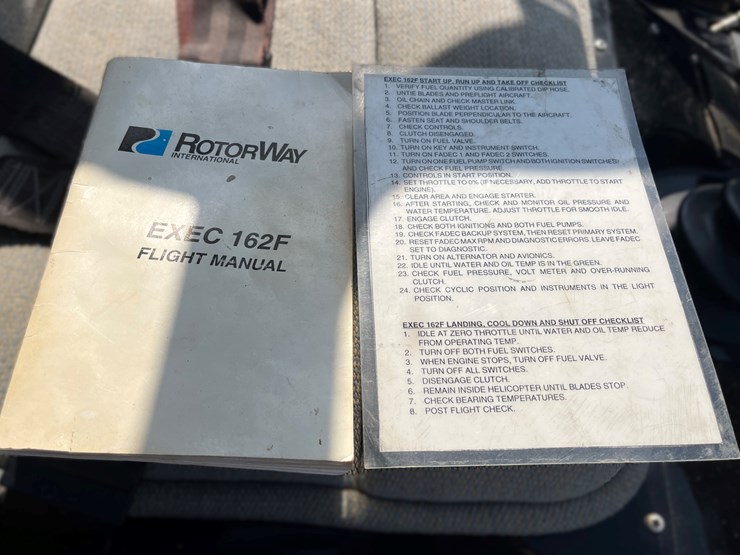 ROTORWAY
INTERNATIONAL
EXEC 162F
FLIGHT MANUAL
EXEC 162F START UP, RUN UP AND TAKE OFF CHECKLIST
1. VERIFY FUEL QUANTITY USING CALIBRATED DIP HOSE.
2. UNTIE BLADES AND PREFLIGHT AIRCRAFT.
3. OIL CHAIN AND CHECK MASTER LINK.
4. CHECK BALLAST WEIGHT LOCATION.
5. POSITION BLADE PERPENDICULAR TO THE AIRCRAFT.
6. FASTEN SEAT AND SHOULDER BELTS.
7. CHECK CONTROLS.
8. CLUTCH DISENGAGED.
9. TURN ON FUEL VALVE.
10. TURN ON KEY AND INSTRUMENT SWITCH.
11. TURN ON FADEC 1 AND FADEC 2 SWITCHES.
12. TURN ON ONE FUEL PUMP SWITCH AND BOTH IGNITION SWITCHES
AND CHECK FUEL PRESSURE.
13. CONTROLS IN START POSITION.
14. SET THROTTLE TO 0% (IF NECESSARY, ADD THROTTLE TO START
ENGINE).
15. CLEAR AREA AND ENGAGE STARTER.
16. AFTER STARTING, CHECK AND MONITOR OIL PRESSURE AND
WATER TEMPERATURE. ADJUST THROTTLE FOR SMOOTH IDLE.
17. ENGAGE CLUTCH.
18. CHECK BOTH IGNITIONS AND BOTH FUEL PUMPS.
19. CHECK FADEC BACKUP SYSTEM, THEN RESET PRIMARY SYSTEM.
20. RESET FADEC MAX RPM AND DIAGNOSTIC ERRORS. LEAVE FADEC
SET TO DIAGNOSTIC.
21. TURN ON ALTERNATOR AND AVIONICS.
22. IDLE UNTIL WATER AND OIL TEMP IS IN THE GREEN.
23. CHECK FUEL PRESSURE, VOLT METER AND OVER-RUNNING
CLUTCH.
24. CHECK CYCLIC POSITION AND INSTRUMENTS IN THE LIGHT
POSITION.
EXEC 162F LANDING, COOL DOWN AND SHUT OFF CHECKLIST
1. IDLE AT ZERO THROTTLE UNTIL WATER AND OIL TEMP REDUCE
FROM OPERATING TEMP.
2. TURN OFF BOTH FUEL SWITCHES.
3. WHEN ENGINE STOPS, TURN OFF FUEL VALVE.
4. TURN OFF ALL SWITCHES.
5. DISENGAGE CLUTCH.
6. REMAIN INSIDE HELICOPTER UNTIL BLADES STOP.
7. CHECK BEARING TEMPERATURES.
8. POST FLIGHT CHECK.